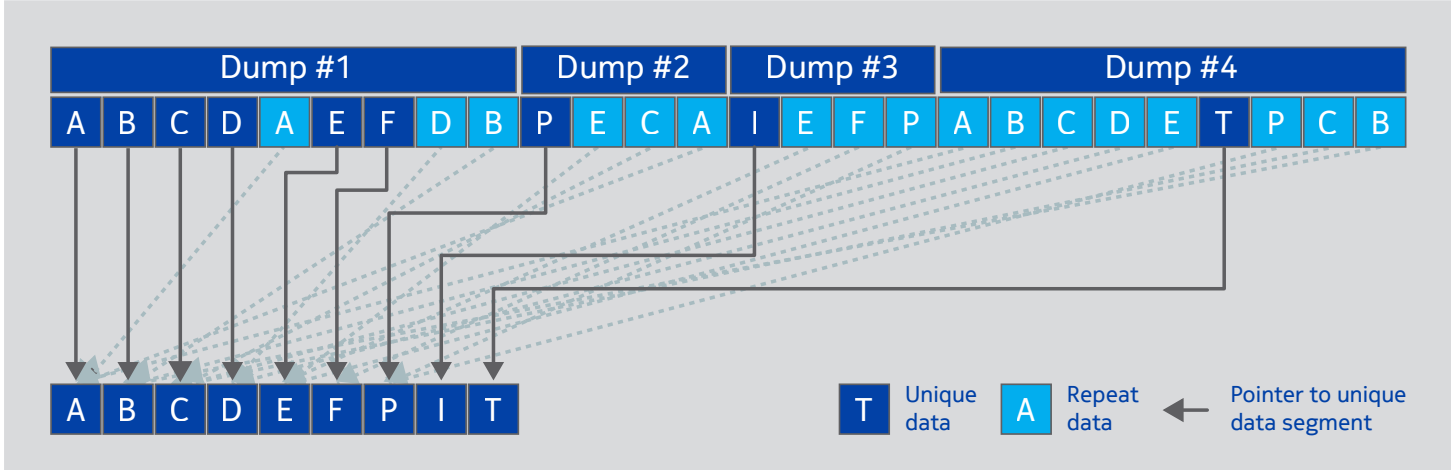 Dump #1 Dump #2 Dump #3 Dump #4
A B C D A E F D B P E C A I E F P A B C D E T P C B
A B C D E F P I T
T Unique data
A Repeat data
Pointer to unique data segment